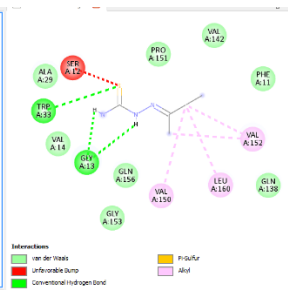 VAL
142
PRO
151
SER
A:12
ALA
A:29
PHE
A:11
TRP
A:33
VAL
A:152
VAL
A:14
GLY
A:13
H
N
H
GLN
A:156
LEU
A:160
GLN
A:138
VAL
A:150
GLY
A:153
Interactions
van der Waals
Unfavorable Bump
Conventional Hydrogen Bond
Pi-Sulfur
Alkyl